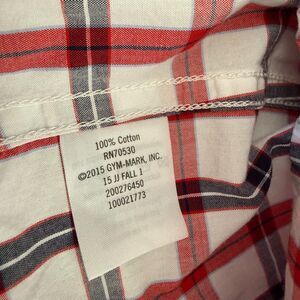 100% Cotton
RN70530
©2015 GYM-MARK, INC.
15 JJ FALL 1
200276450
100021773